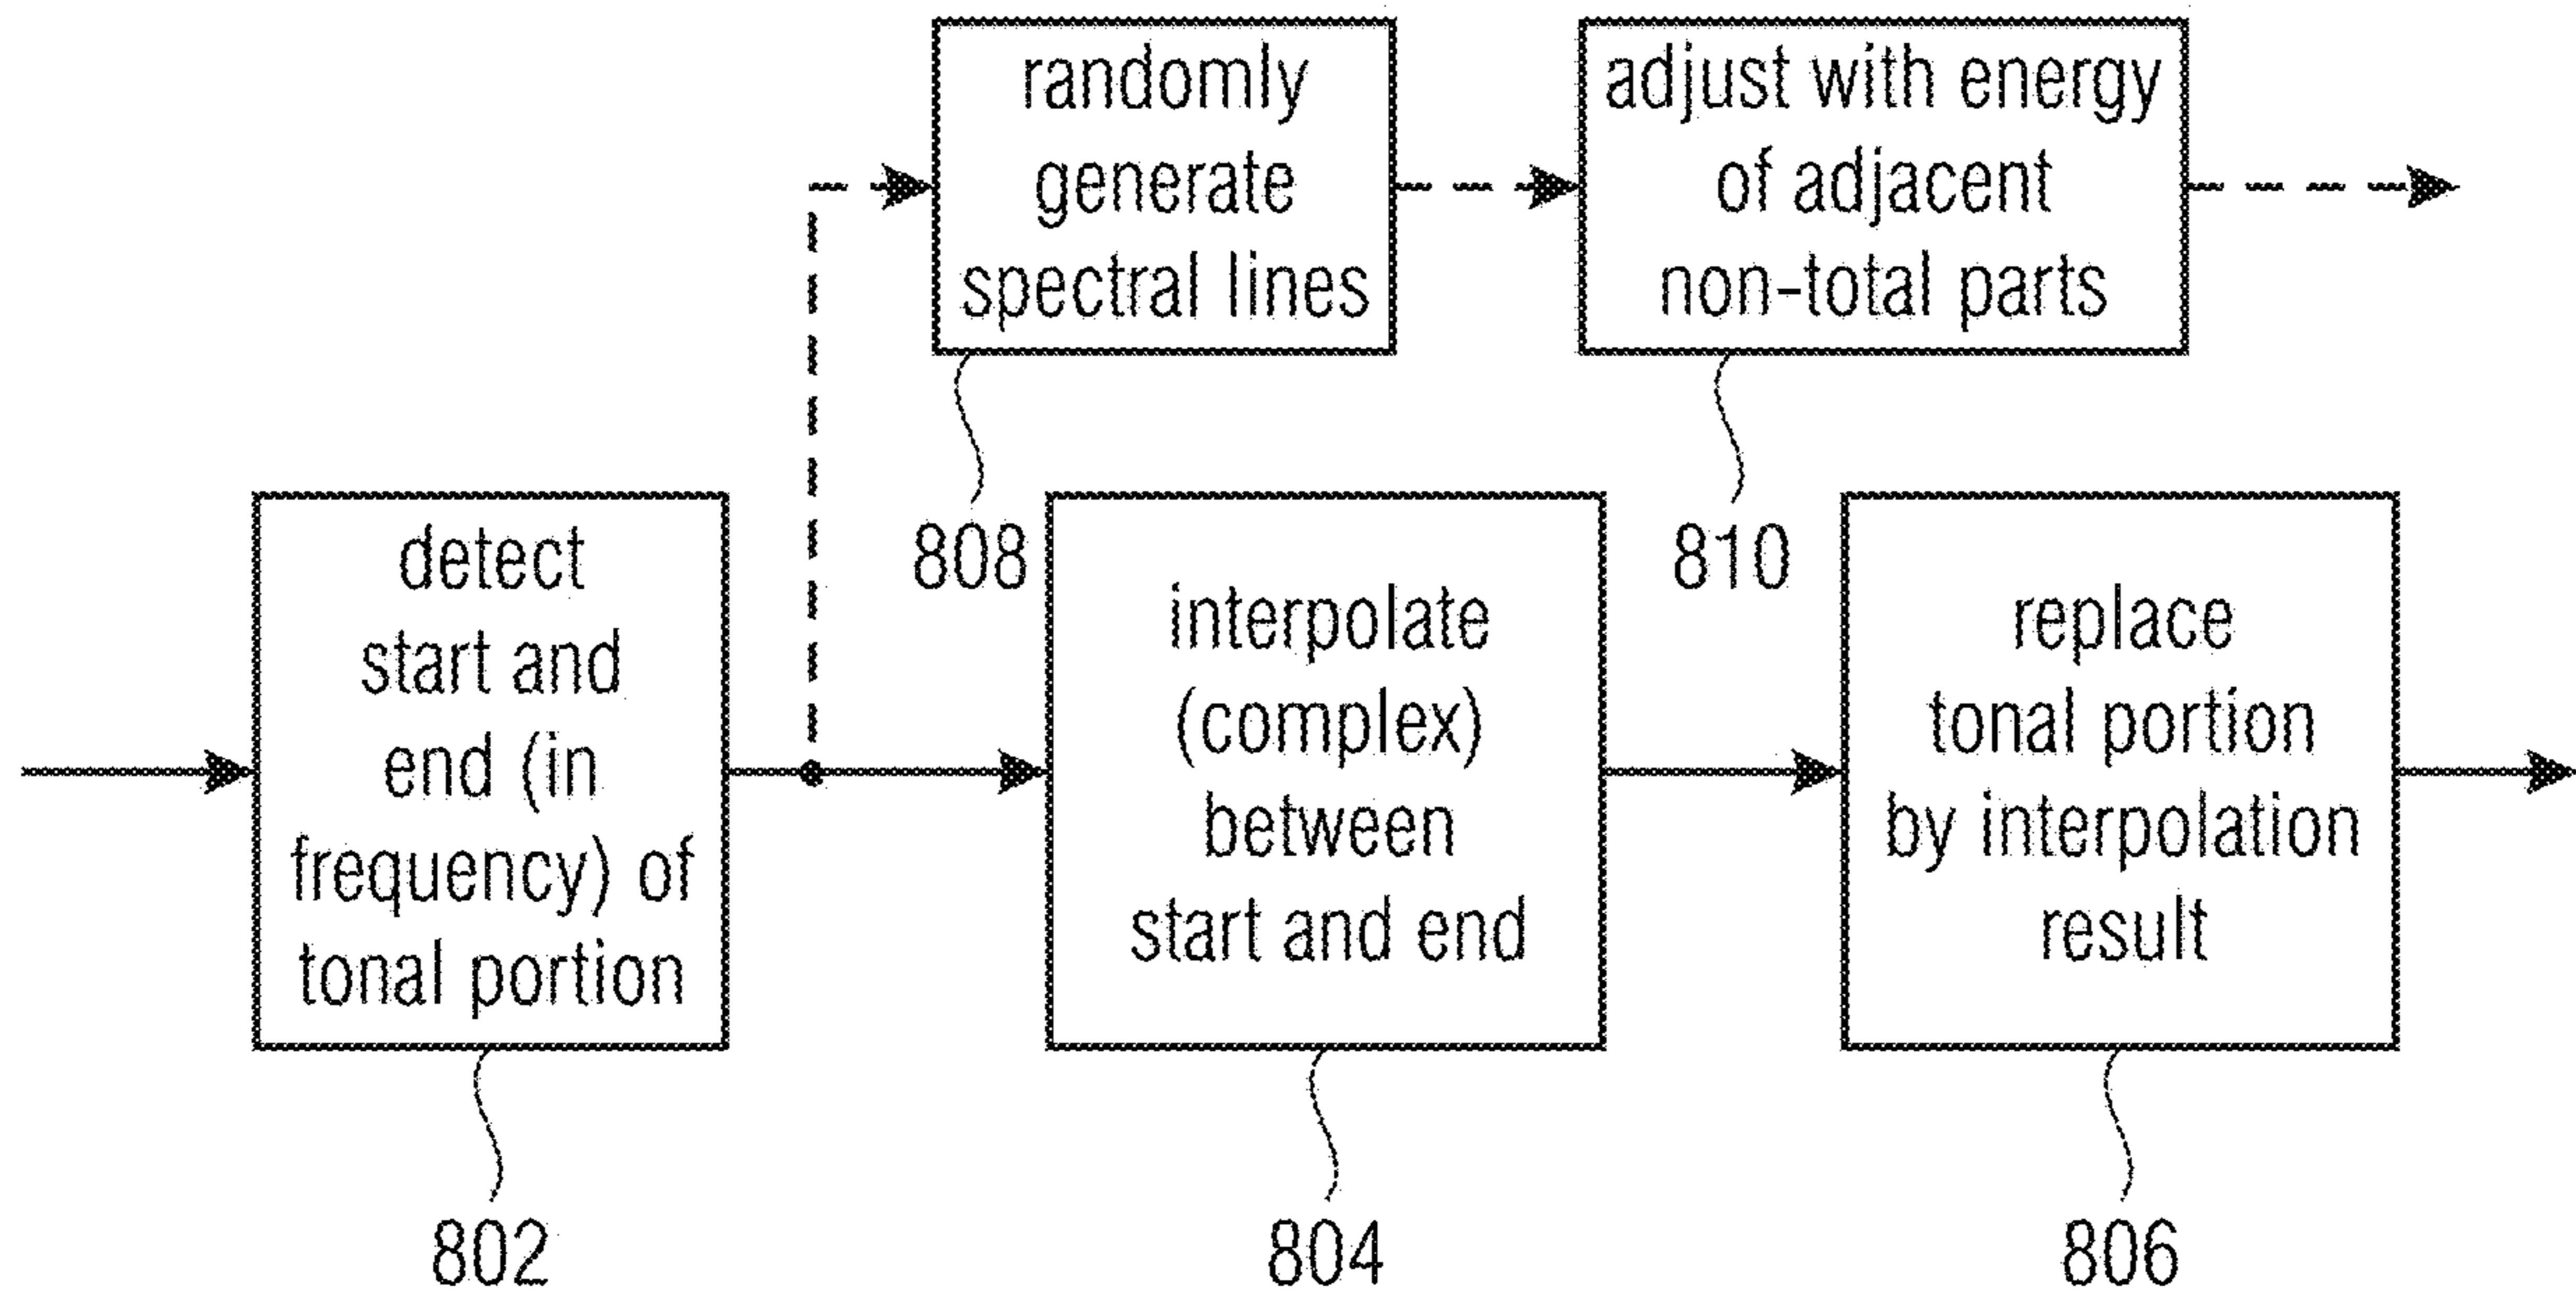 randomly
generate
spectral lines
adjust with energy
of adjacent
non-total parts
808
810
detect
start and
end (in
frequency) of
tonal portion
interpolate
(complex)
between
start and end
replace
tonal portion
by interpolation
result
802
804
806